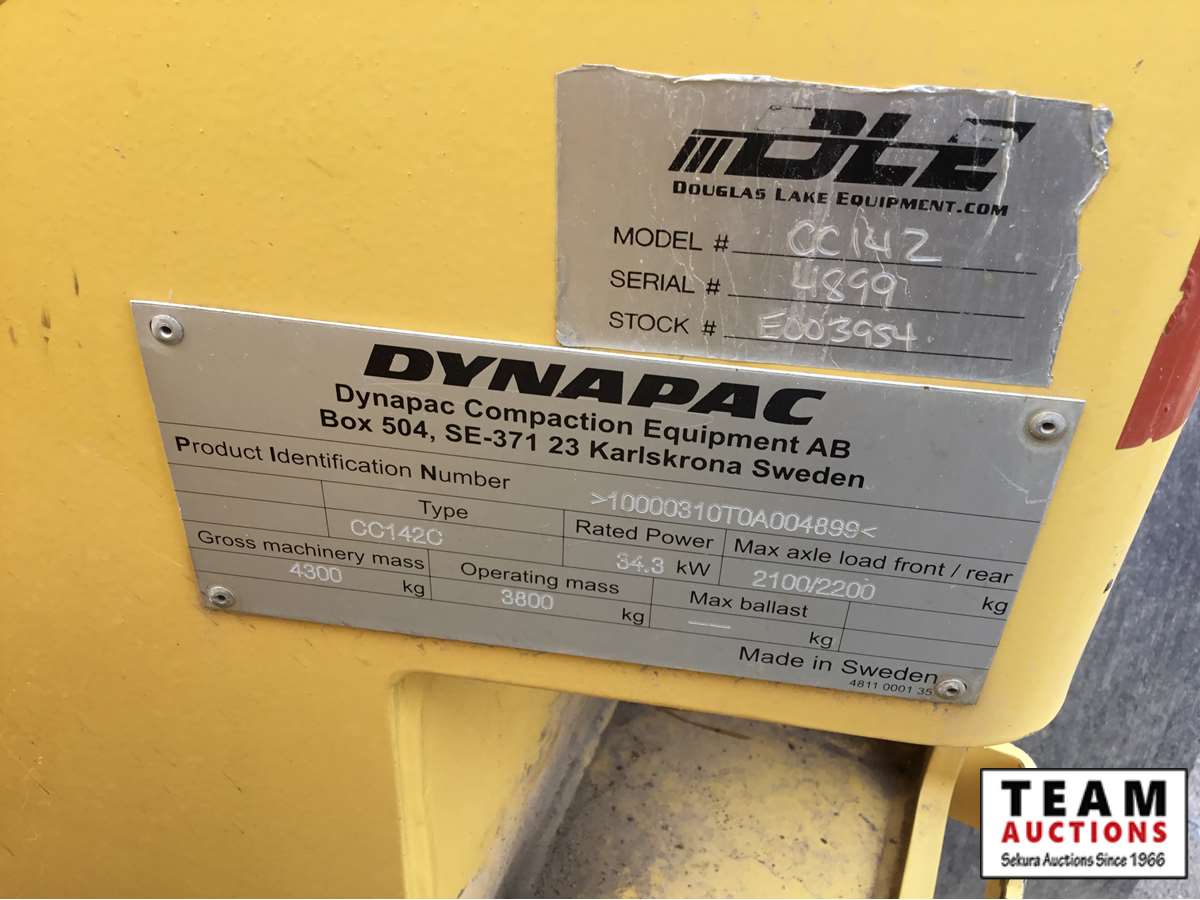 DLE
DOUGLAS LAKE EQUIPMENT.COM
MODEL # CC142
SERIAL # 4899
STOCK # E003954
DYNAPAC
Dynapac Compaction Equipment AB
Box 504, SE-371 23 Karlskrona Sweden
Product Identification Number >10000310T0A004899<
Type Rated Power Max axle load front / rear
CC142C 34.3 kW 2100/2200 kg
Gross machinery mass Operating mass Max ballast
4300 kg 3800 kg —— kg
Made in Sweden
4811 0001 35
TEAM
AUCTIONS
Sekura Auctions Since 1966